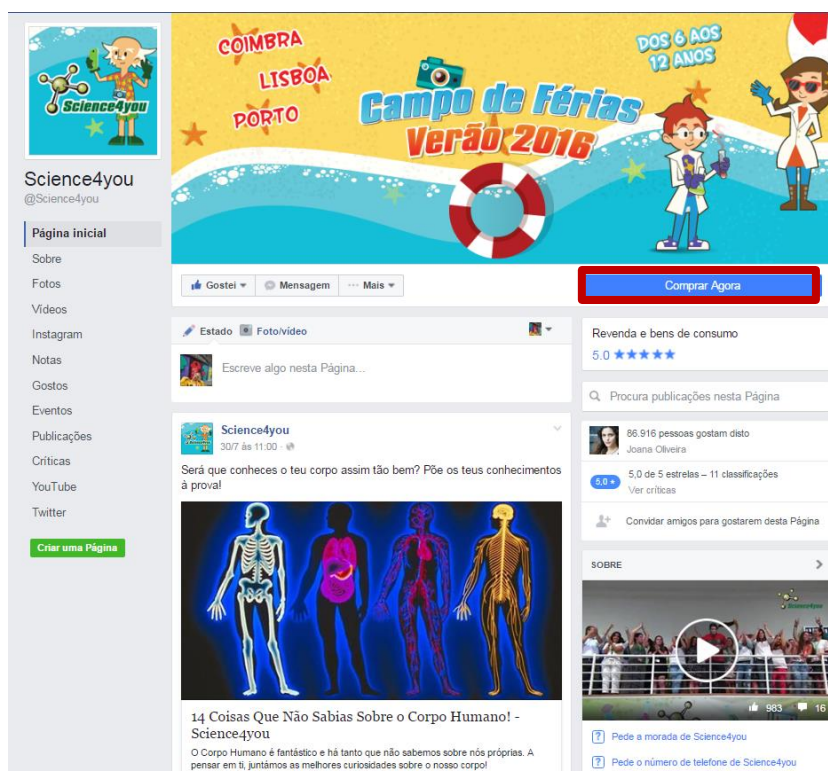 COIMBRA
LISBOA
PORTO
DOS 6 AOS
12 ANOS
Campo de Férias
Verão 2016
Science4you
Science4you
@Science4you
Página inicial
Sobre
Fotos
Vídeos
Instagram
Notas
Gostos
Eventos
Publicações
Críticas
YouTube
Twitter
Criar uma Página
Gostei
Mensagem
Mais
Comprar Agora
Estado
Foto/vídeo
Escreve algo nesta Página...
Science4you
30/7 às 11:00
Será que conheces o teu corpo assim tão bem? Põe os teus conhecimentos
à prova!
14 Coisas Que Não Sabias Sobre o Corpo Humano! -
Science4you
O Corpo Humano é fantástico e há tanto que não sabemos sobre nós próprias. A
pensar em ti, juntámos as melhores curiosidades sobre o nosso corpo!
Revenda e bens de consumo
5.0 ★★★★★
Procura publicações nesta Página
86.916 pessoas gostam disto
Joana Oliveira
5,0 ★
5,0 de 5 estrelas – 11 classificações
Ver críticas
Convidar amigos para gostarem desta Página
SOBRE
Science4you
983
16
Pede a morada de Science4you
Pede o número de telefone de Science4you